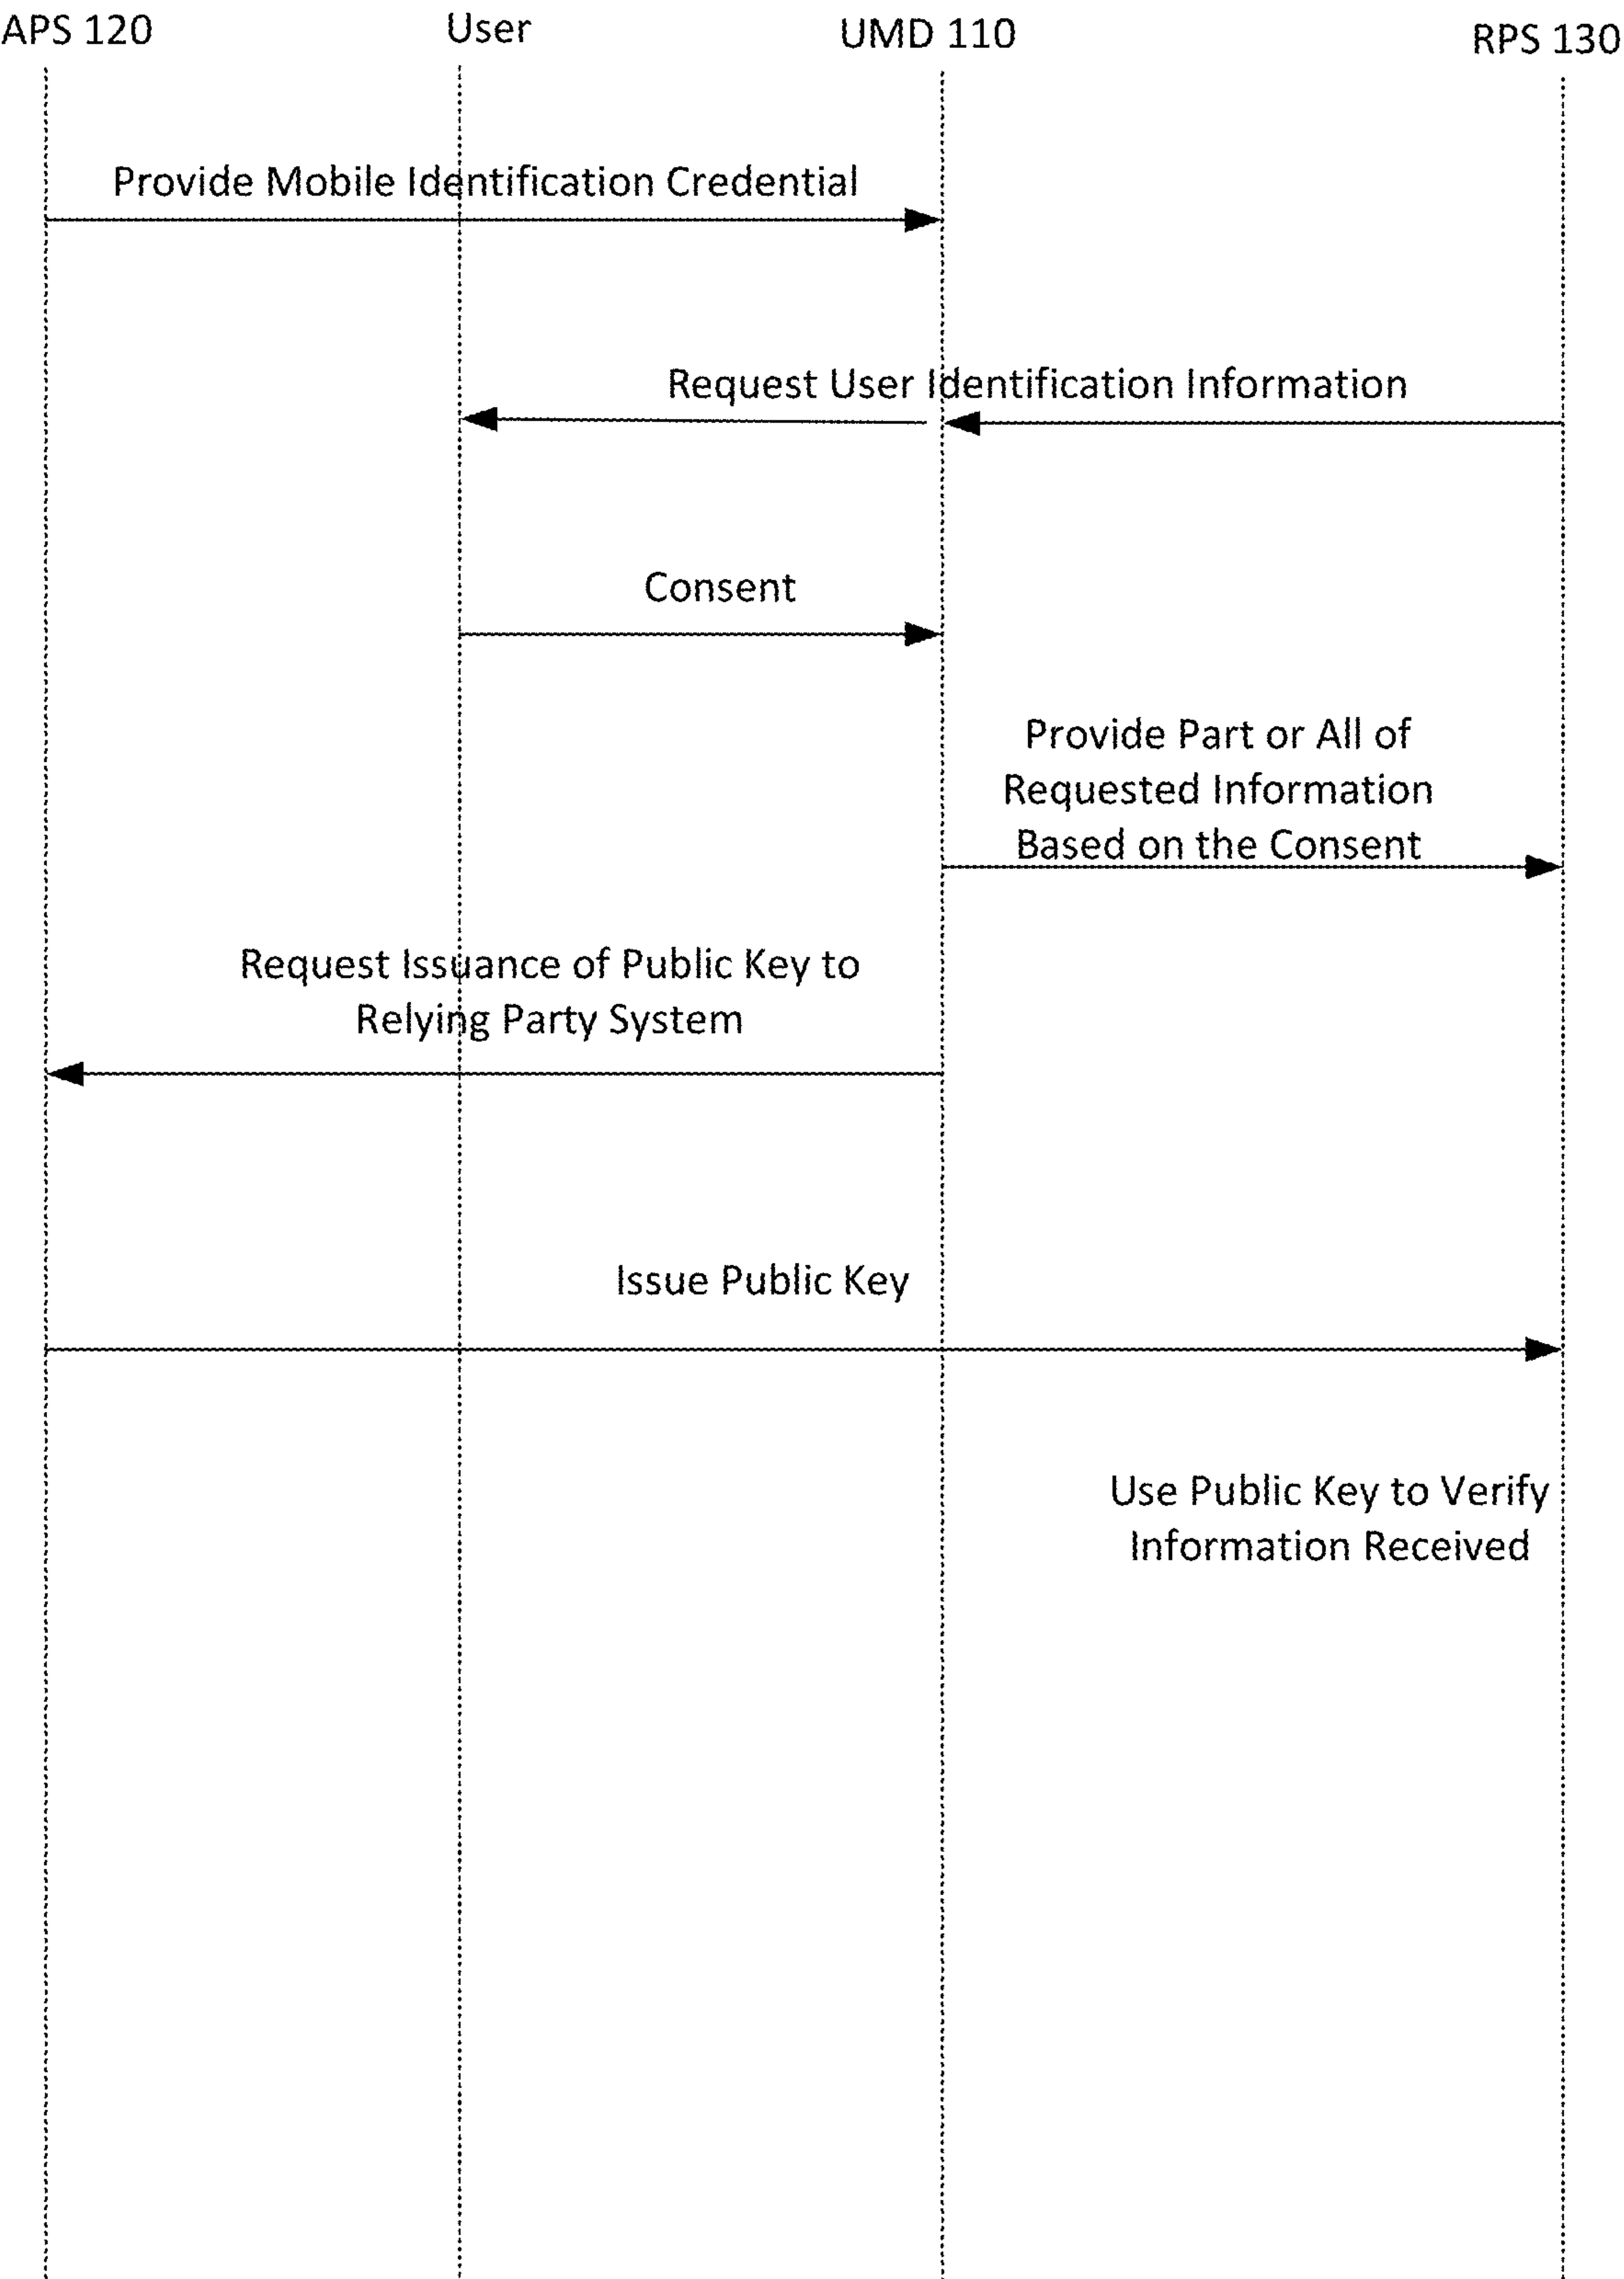 APS 120
User
UMD 110
RPS 130
Provide Mobile Identification Credential
Request User Identification Information
Consent
Provide Part or All of
Requested Information
Based on the Consent
Request Issuance of Public Key to
Relying Party System
Issue Public Key
Use Public Key to Verify
Information Received